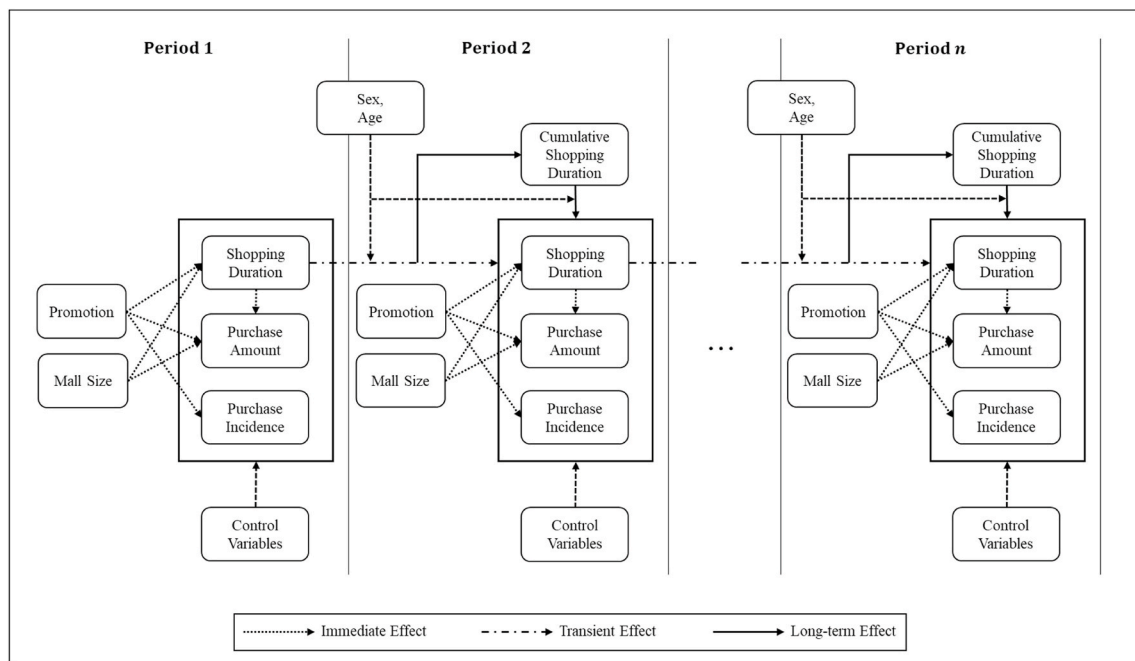 Period 1
Period 2
Period n
Sex,
Age
Cumulative
Shopping
Duration
Sex,
Age
Cumulative
Shopping
Duration
Promotion
Mall Size
Shopping
Duration
Purchase
Amount
Purchase
Incidence
Control
Variables
Promotion
Mall Size
Shopping
Duration
Purchase
Amount
Purchase
Incidence
Control
Variables
...
Promotion
Mall Size
Shopping
Duration
Purchase
Amount
Purchase
Incidence
Control
Variables
Immediate Effect
Transient Effect
Long-term Effect